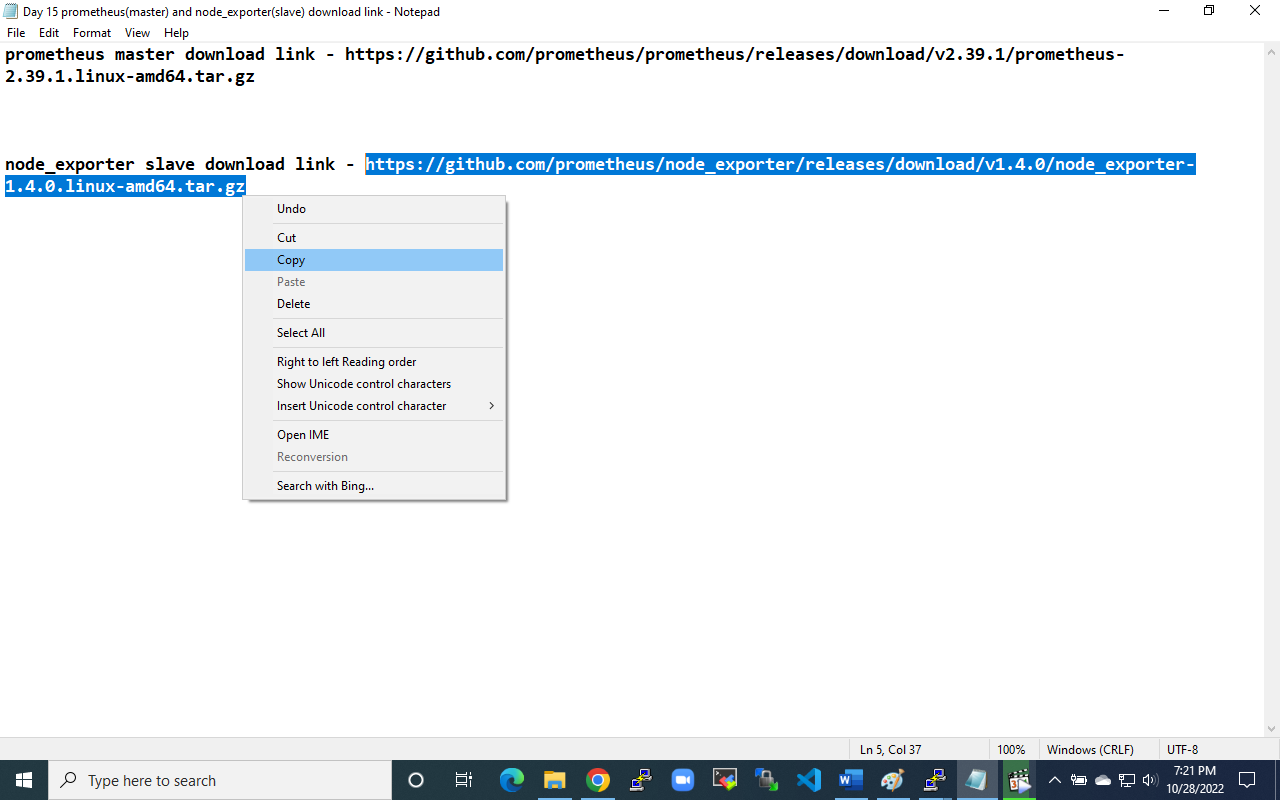 Day 15 prometheus(master) and node_exporter(slave) download link - Notepad
File Edit Format View Help
prometheus master download link - https://github.com/prometheus/prometheus/releases/download/v2.39.1/prometheus-
2.39.1.linux-amd64.tar.gz
node_exporter slave download link - https://github.com/prometheus/node_exporter/releases/download/v1.4.0/node_exporter-
1.4.0.linux-amd64.tar.gz
Undo
Cut
Copy
Paste
Delete
Select All
Right to left Reading order
Show Unicode control characters
Insert Unicode control character
Open IME
Reconversion
Search with Bing...
Ln 5, Col 37 100% Windows (CRLF) UTF-8
Type here to search
7:21 PM
10/28/2022